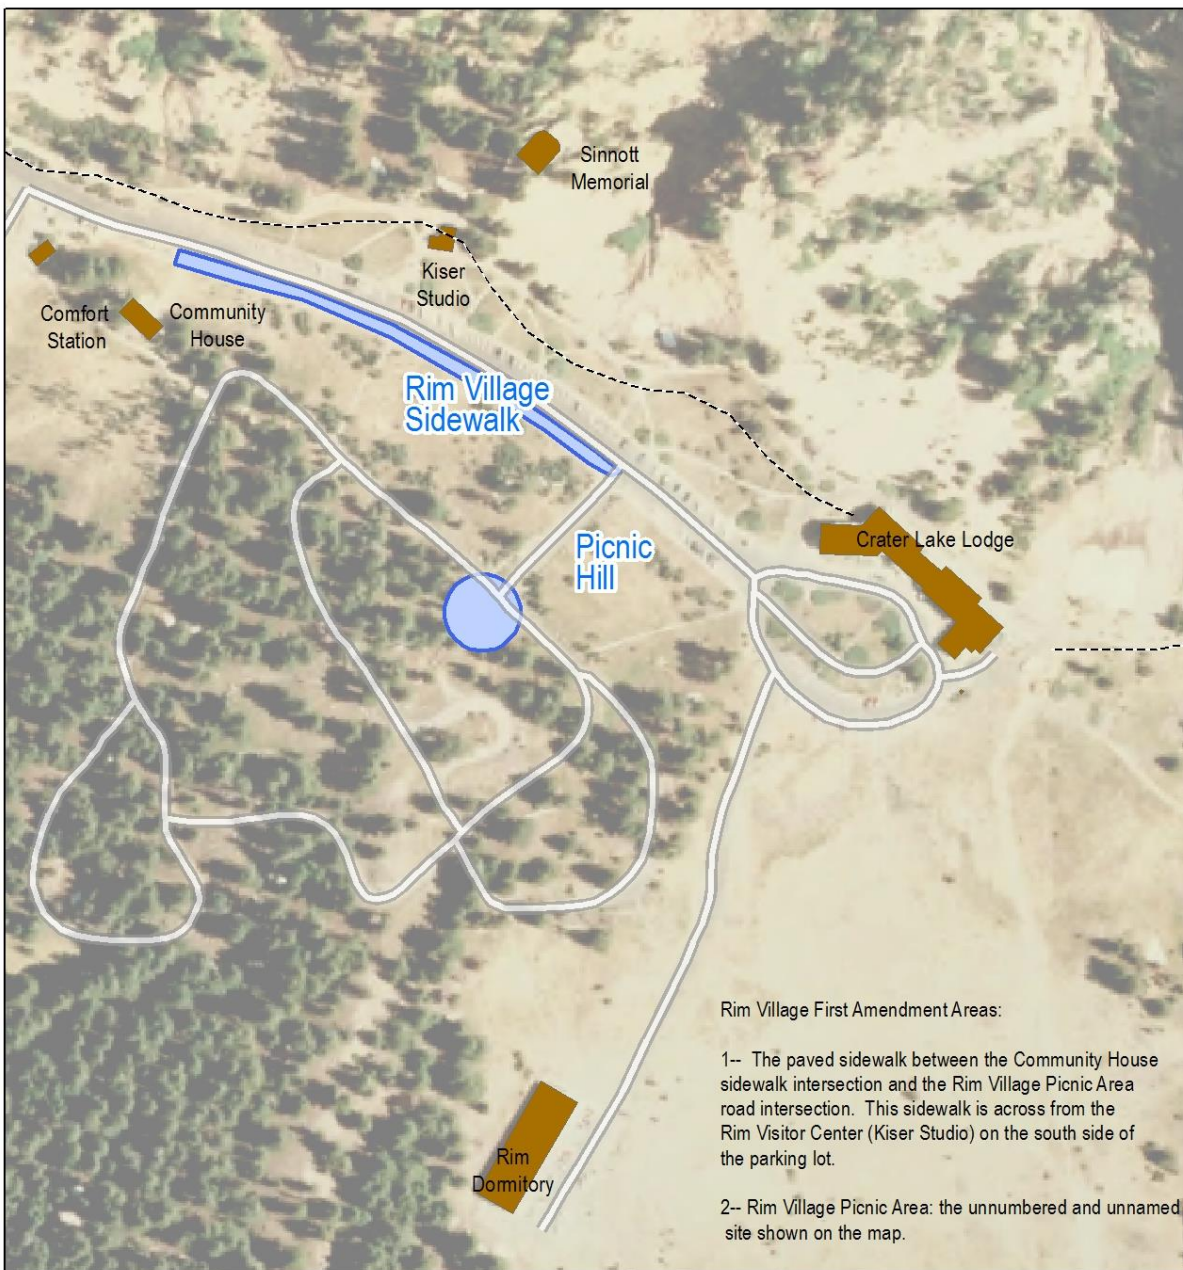 Sinnott
Memorial
Kiser
Studio
Comfort
Station
Community
House
Rim Village
Sidewalk
Picnic
Hill
Crater Lake Lodge
Rim Village First Amendment Areas:
1-- The paved sidewalk between the Community House
sidewalk intersection and the Rim Village Picnic Area
road intersection. This sidewalk is across from the
Rim Visitor Center (Kiser Studio) on the south side of
the parking lot.
Rim
Dormitory
2-- Rim Village Picnic Area: the unnumbered and unnamed
site shown on the map.